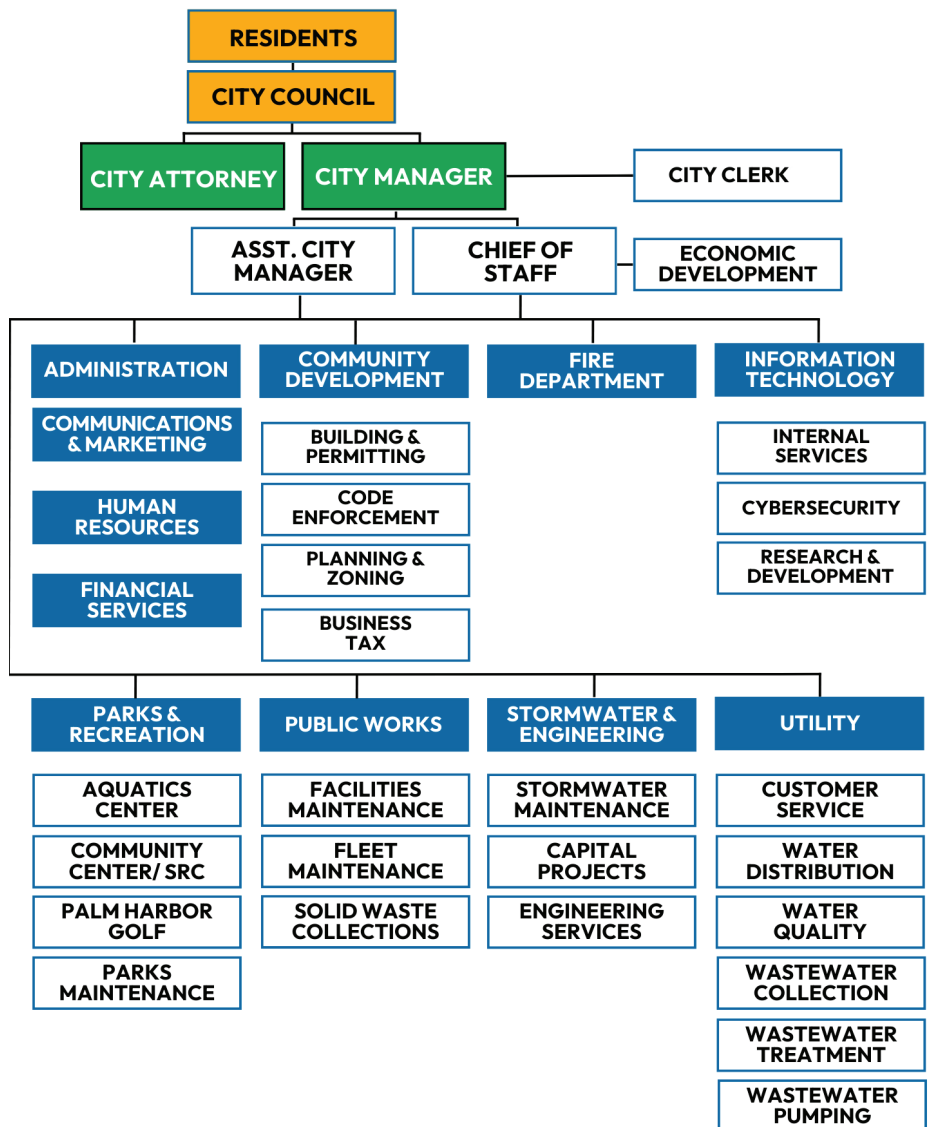 RESIDENTS
CITY COUNCIL
CITY ATTORNEY
CITY MANAGER
CITY CLERK
ASST. CITY
MANAGER
CHIEF OF
STAFF
ECONOMIC
DEVELOPMENT
ADMINISTRATION
COMMUNICATIONS
& MARKETING
HUMAN
RESOURCES
FINANCIAL
SERVICES
COMMUNITY
DEVELOPMENT
BUILDING &
PERMITTING
CODE
ENFORCEMENT
PLANNING &
ZONING
BUSINESS
TAX
FIRE
DEPARTMENT
INFORMATION
TECHNOLOGY
INTERNAL
SERVICES
CYBERSECURITY
RESEARCH &
DEVELOPMENT
PARKS &
RECREATION
AQUATICS
CENTER
COMMUNITY
CENTER/ SRC
PALM HARBOR
GOLF
PARKS
MAINTENANCE
PUBLIC WORKS
FACILITIES
MAINTENANCE
FLEET
MAINTENANCE
SOLID WASTE
COLLECTIONS
STORMWATER &
ENGINEERING
STORMWATER
MAINTENANCE
CAPITAL
PROJECTS
ENGINEERING
SERVICES
UTILITY
CUSTOMER
SERVICE
WATER
DISTRIBUTION
WATER
QUALITY
WASTEWATER
COLLECTION
WASTEWATER
TREATMENT
WASTEWATER
PUMPING